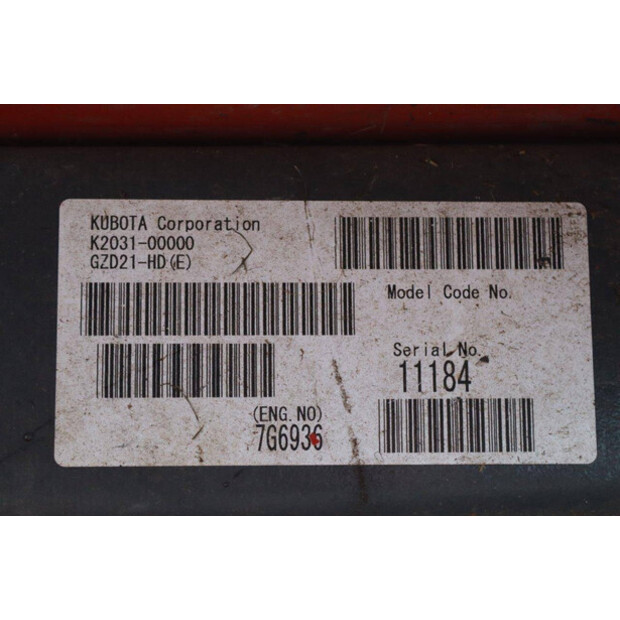 KUBOTA Corporation
K2031-00000
GZD21-HD(E)
Model Code No.
Serial No.
11184
(ENG.NO)
7G6936